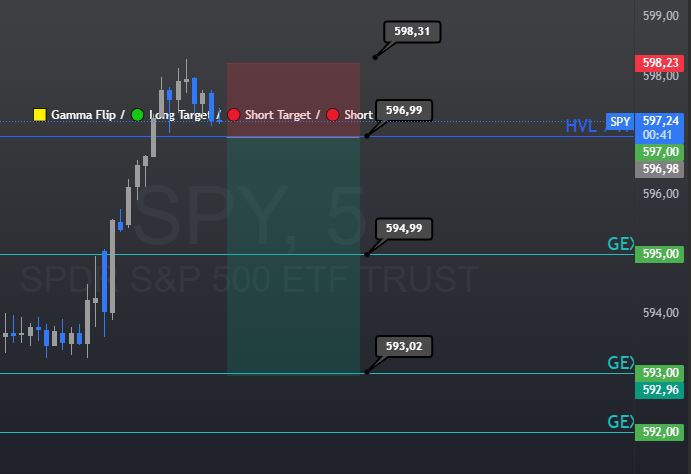 599,00
598,31
598,23
598,00
Gamma Flip / Long Target / Short Target / Short
596,99
HVL
SPY 597,24
00:41
597,00
596,98
596,00
SPY, 5
594,99
GEX
595,00
SPDR S&P 500 ETF TRUST
594,00
593,02
GEX
593,00
592,96
GEX
592,00